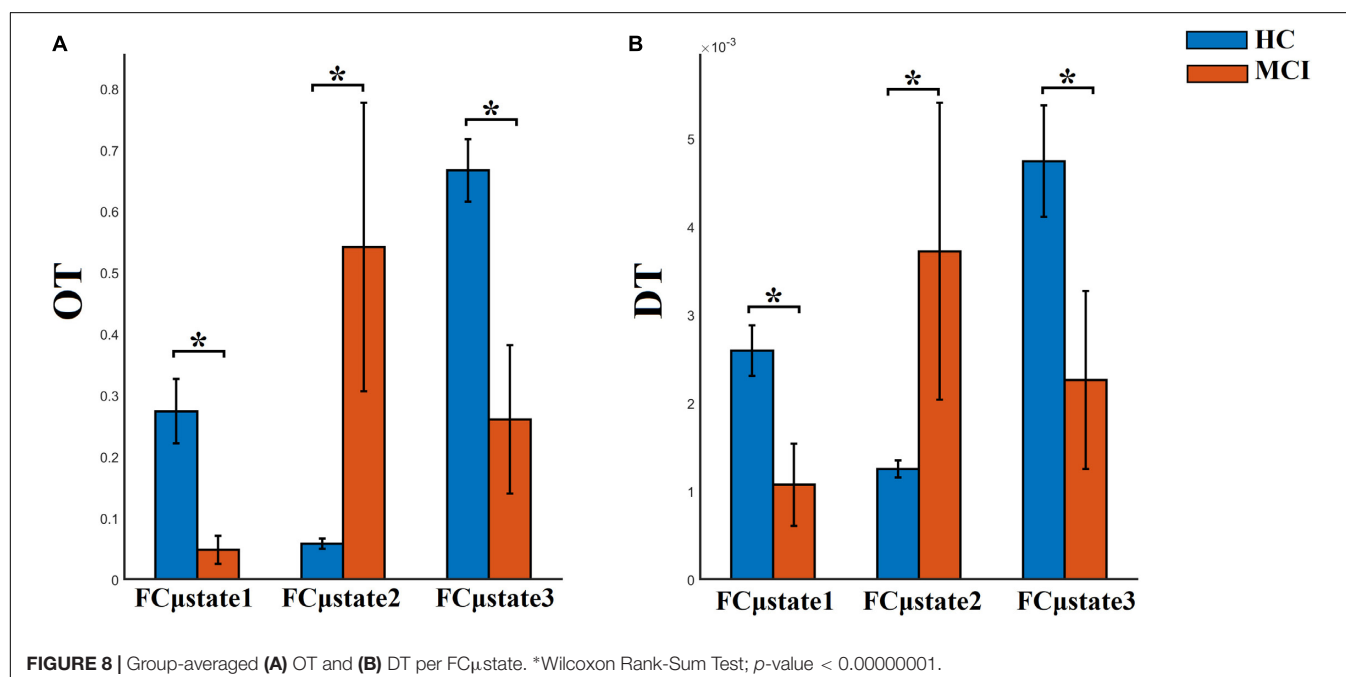 A
B
×10⁻³
HC
MCI
*
*
*
*
*
*
0.8
0.7
0.6
0.5
0.4
0.3
0.2
0.1
0
OT
5
4
3
2
1
0
DT
FCμstate1 FCμstate2 FCμstate3
FCμstate1 FCμstate2 FCμstate3
FIGURE 8 | Group-averaged (A) OT and (B) DT per FCμstate. *Wilcoxon Rank-Sum Test; p-value < 0.00000001.